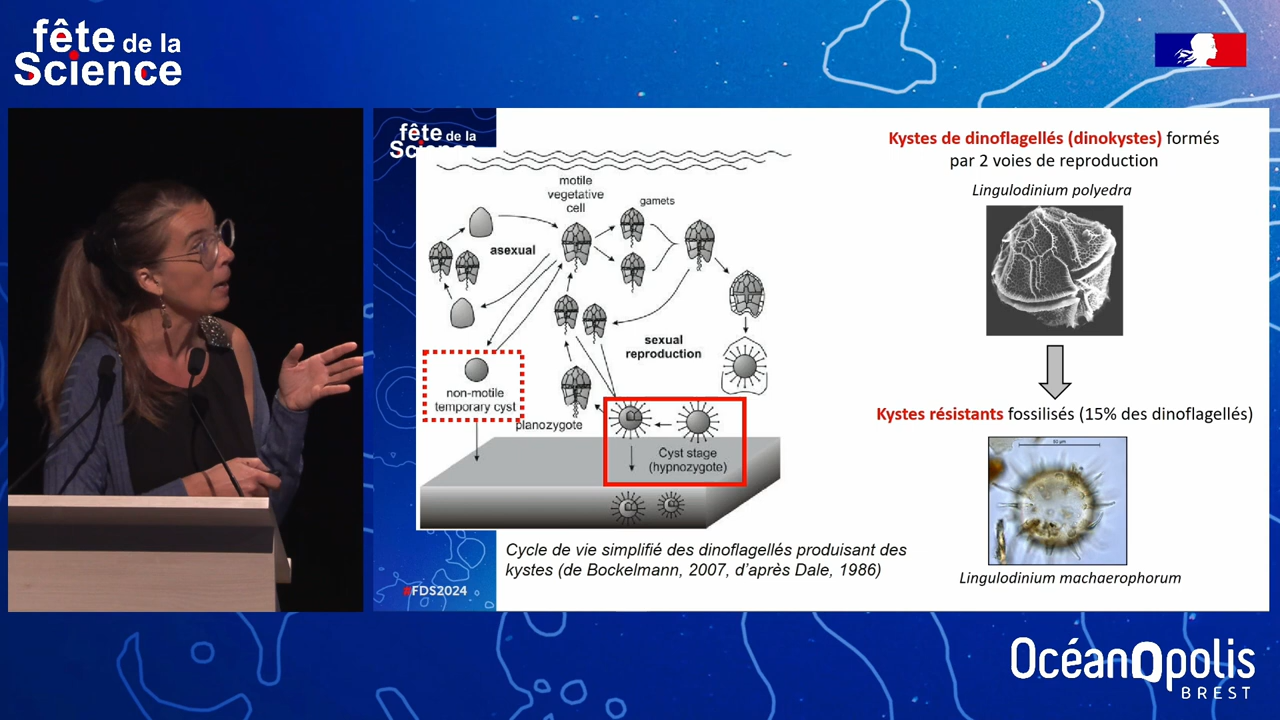 fête de la
Science
fête de la
Sc
motile
vegetative
cell
gamets
asexual
sexual
reproduction
non-motile
temporary cyst
planozygote
Cyst stage
(hypnozygote)
Cycle de vie simplifié des dinoflagellés produisant des
kystes (de Bockelmann, 2007, d'après Dale, 1986)
#FDS2024
Kystes de dinoflagellés (dinokystes) formés
par 2 voies de reproduction
Lingulodinium polyedra
Kystes résistants fossilisés (15% des dinoflagellés)
Lingulodinium machaerophorum
OcéanOpolis
BREST